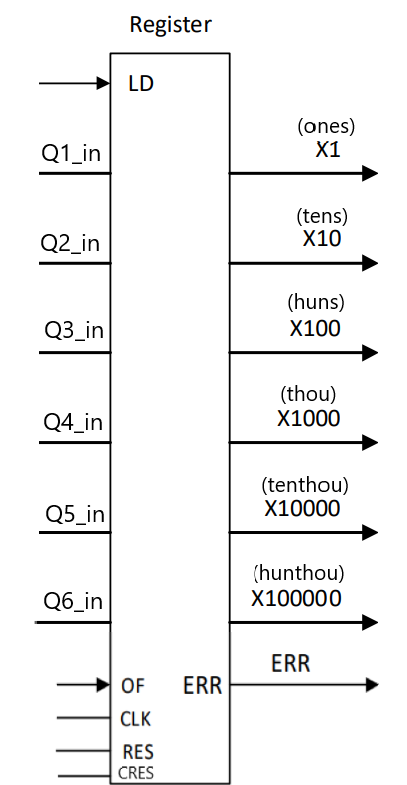 Register
LD
(ones)
Q1_in
X1
(tens)
Q2_in
X10
(huns)
Q3_in
X100
(thou)
Q4_in
X1000
(tenthou)
Q5_in
X10000
(hunthou)
Q6_in
X100000
ERR
OF
ERR
CLK
RES
CRES